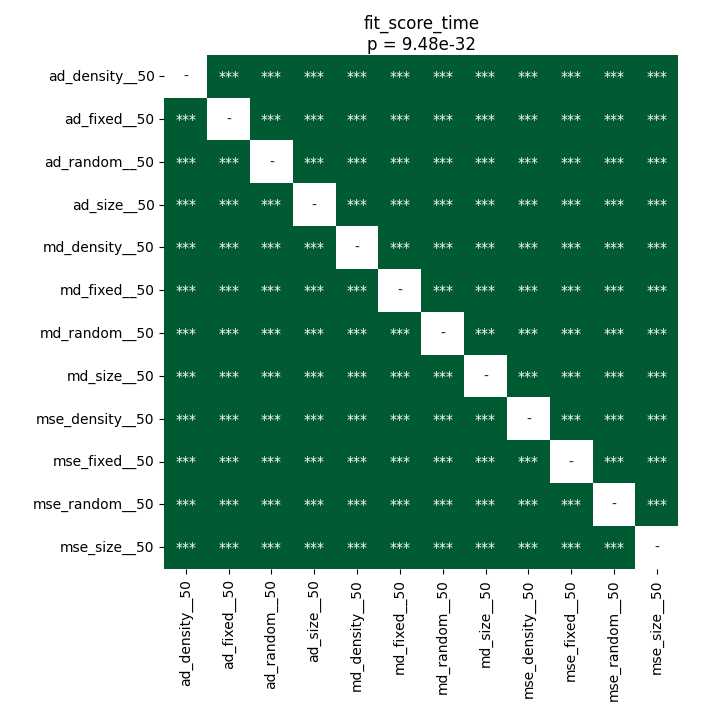 fit_score_time
p = 9.48e-32
ad_density__50 - *** *** *** *** *** *** *** *** *** *** ***
ad_fixed__50 *** - *** *** *** *** *** *** *** *** *** ***
ad_random__50 *** *** - *** *** *** *** *** *** *** *** ***
ad_size__50 *** *** *** - *** *** *** *** *** *** *** ***
md_density__50 *** *** *** *** - *** *** *** *** *** *** ***
md_fixed__50 *** *** *** *** *** - *** *** *** *** *** ***
md_random__50 *** *** *** *** *** *** - *** *** *** *** ***
md_size__50 *** *** *** *** *** *** *** - *** *** *** ***
mse_density__50 *** *** *** *** *** *** *** *** - *** *** ***
mse_fixed__50 *** *** *** *** *** *** *** *** *** - *** ***
mse_random__50 *** *** *** *** *** *** *** *** *** *** - ***
mse_size__50 *** *** *** *** *** *** *** *** *** *** *** -
ad_density__50
ad_fixed__50
ad_random__50
ad_size__50
md_density__50
md_fixed__50
md_random__50
md_size__50
mse_density__50
mse_fixed__50
mse_random__50
mse_size__50